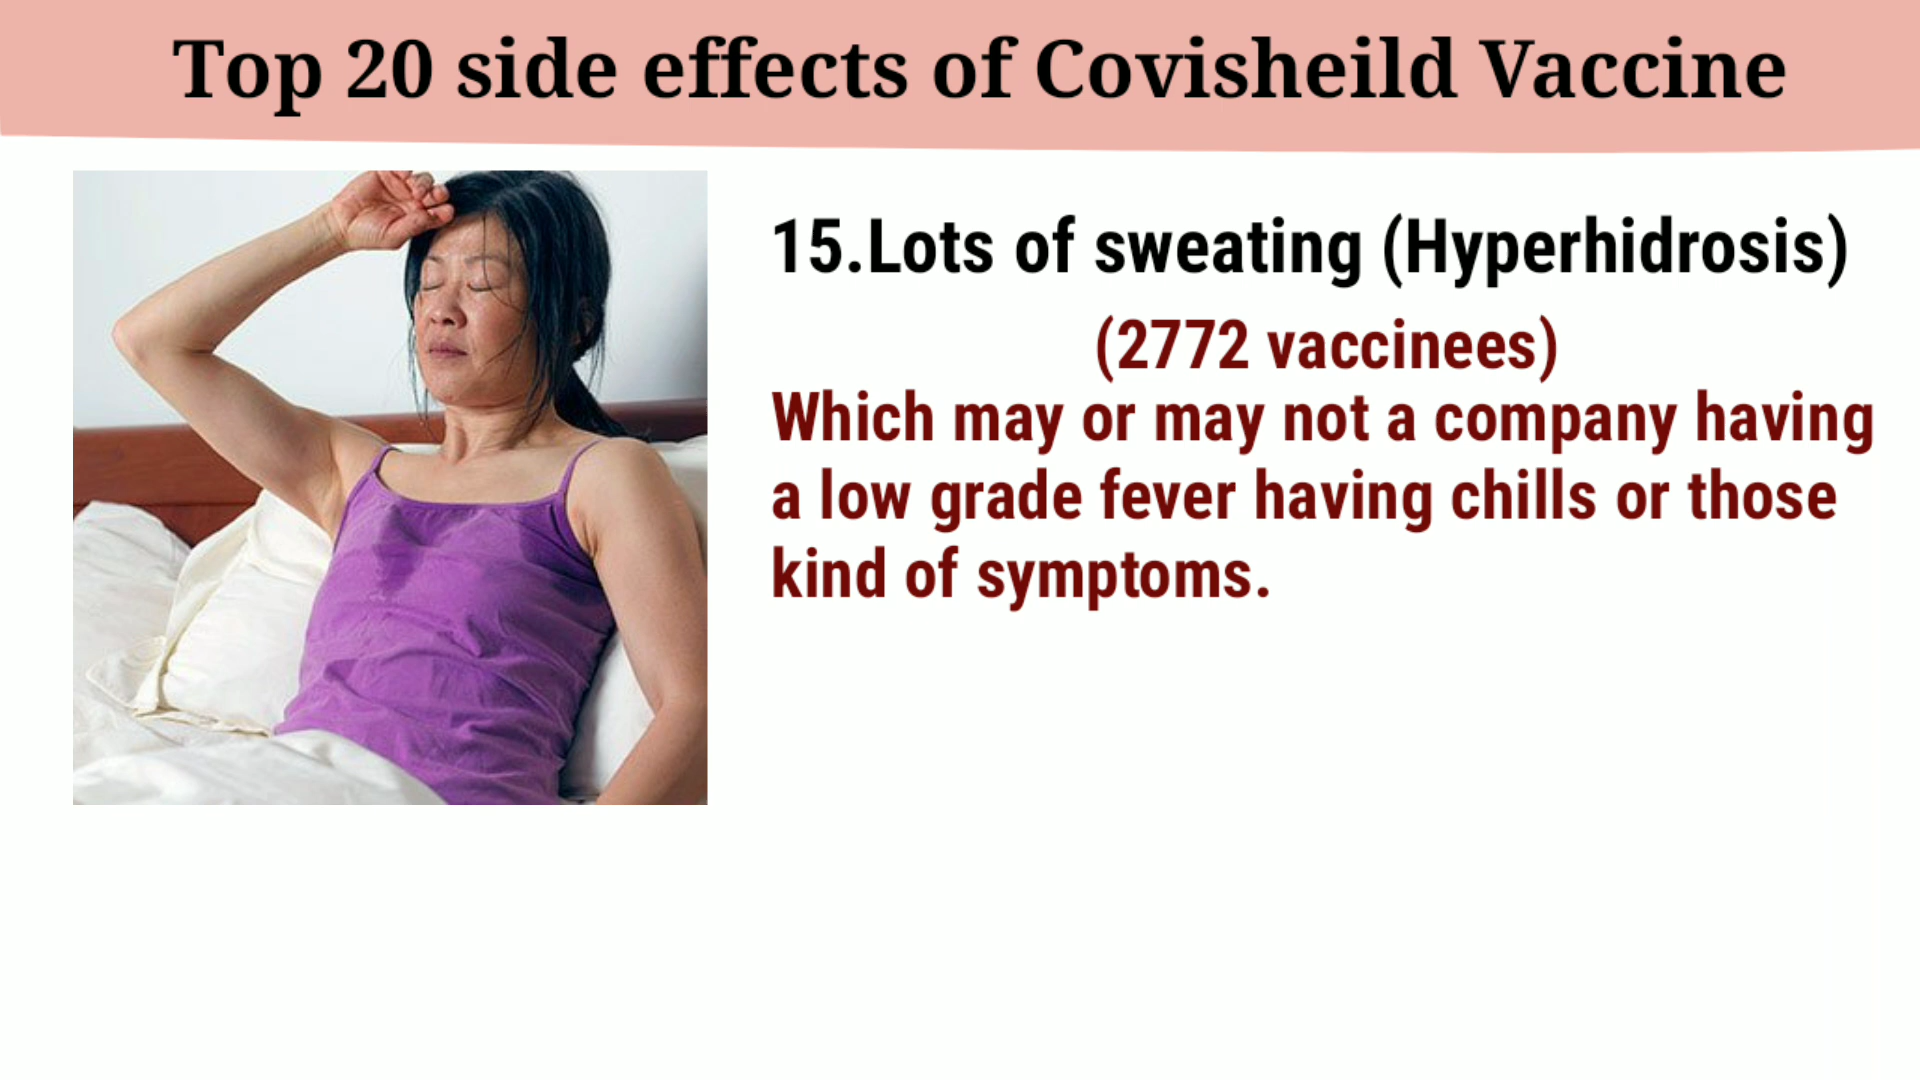 Top 20 side effects of Covisheild Vaccine
15.Lots of sweating (Hyperhidrosis)
(2772 vaccinees)
Which may or may not a company having
a low grade fever having chills or those
kind of symptoms.